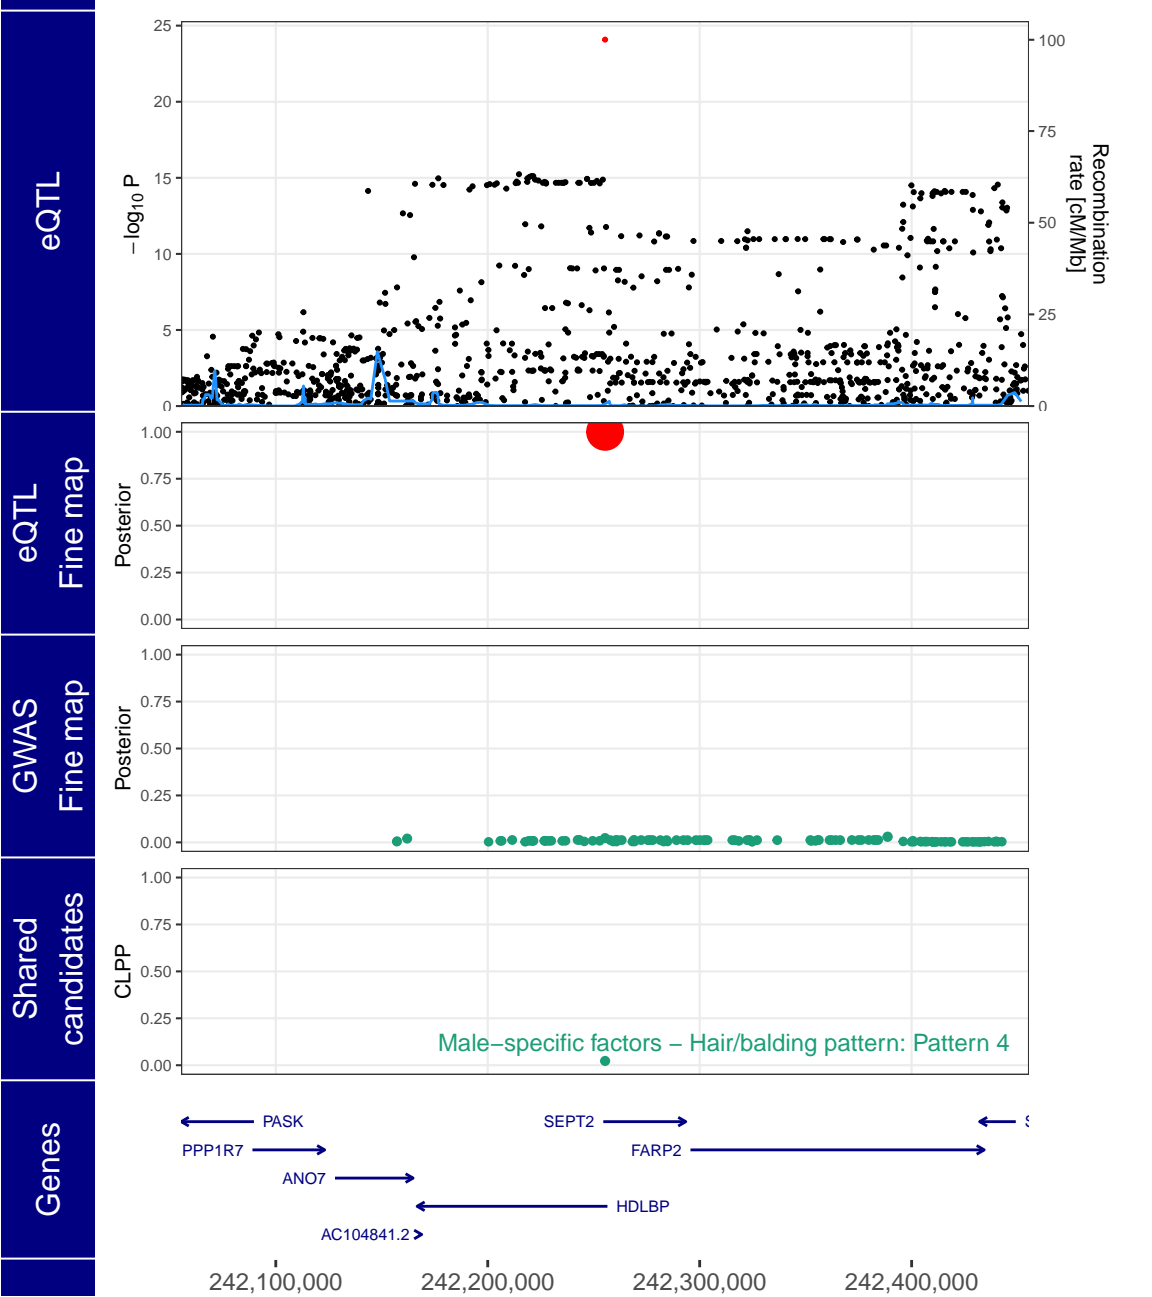 eQTL
25
20
15
10
5
0
−log10 P
100
75
50
25
0
Recombination
rate [cM/Mb]
eQTL
Fine map
Posterior
1.00
0.75
0.50
0.25
0.00
GWAS
Fine map
Posterior
1.00
0.75
0.50
0.25
0.00
Shared
candidates
CLPP
1.00
0.75
0.50
0.25
0.00
Male−specific factors − Hair/balding pattern: Pattern 4
Genes
PASK
SEPT2
PPP1R7
FARP2
ANO7
HDLBP
AC104841.2
242,100,000
242,200,000
242,300,000
242,400,000